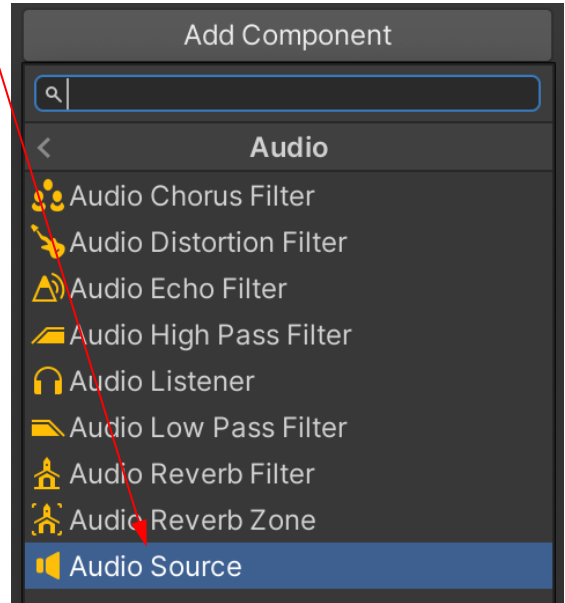 Add Component
Audio
Audio Chorus Filter
Audio Distortion Filter
Audio Echo Filter
Audio High Pass Filter
Audio Listener
Audio Low Pass Filter
Audio Reverb Filter
Audio Reverb Zone
Audio Source